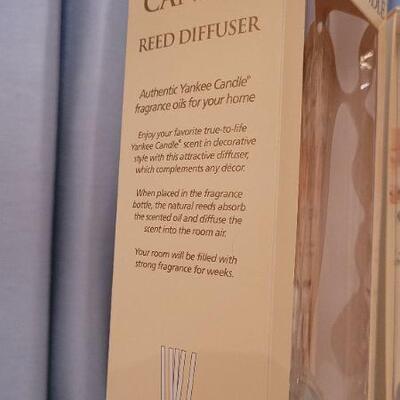 REED DIFFUSER
Authentic Yankee Candle®
fragrance oils for your home
Enjoy your favorite true-to-life
Yankee Candle® scent in decorative
style with this attractive diffuser,
which complements any décor.
When placed in the fragrance
bottle, the natural reeds absorb
the scented oil and diffuse the
scent into the room air.
Your room will be filled with
strong fragrance for weeks.